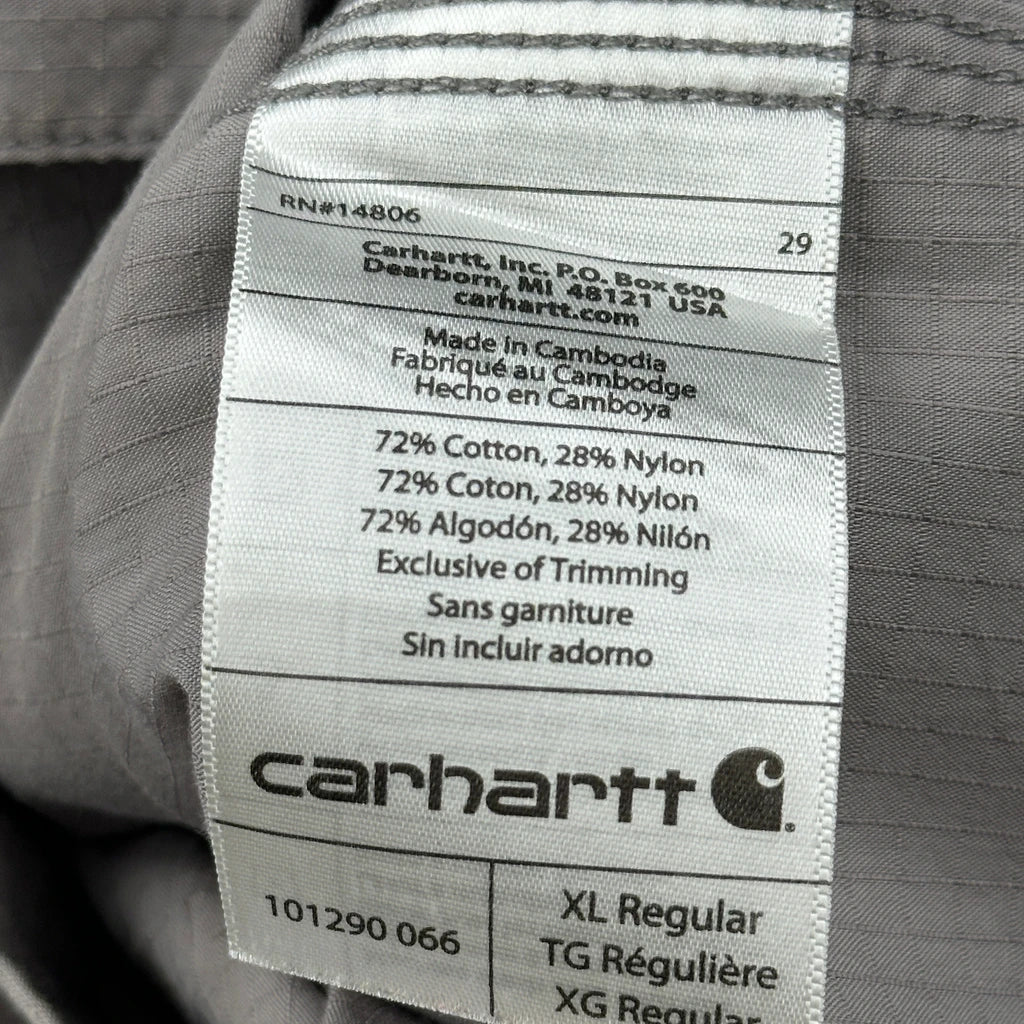 RN#14806
29
Carhartt, Inc. P.O. Box 600
Dearborn, MI 48121 USA
carhartt.com
Made in Cambodia
Fabriqué au Cambodge
Hecho en Camboya
72% Cotton, 28% Nylon
72% Coton, 28% Nylon
72% Algodón, 28% Nilón
Exclusive of Trimming
Sans garniture
Sin incluir adorno
carhartt
101290 066
XL Regular
TG Régulière
XG Regular